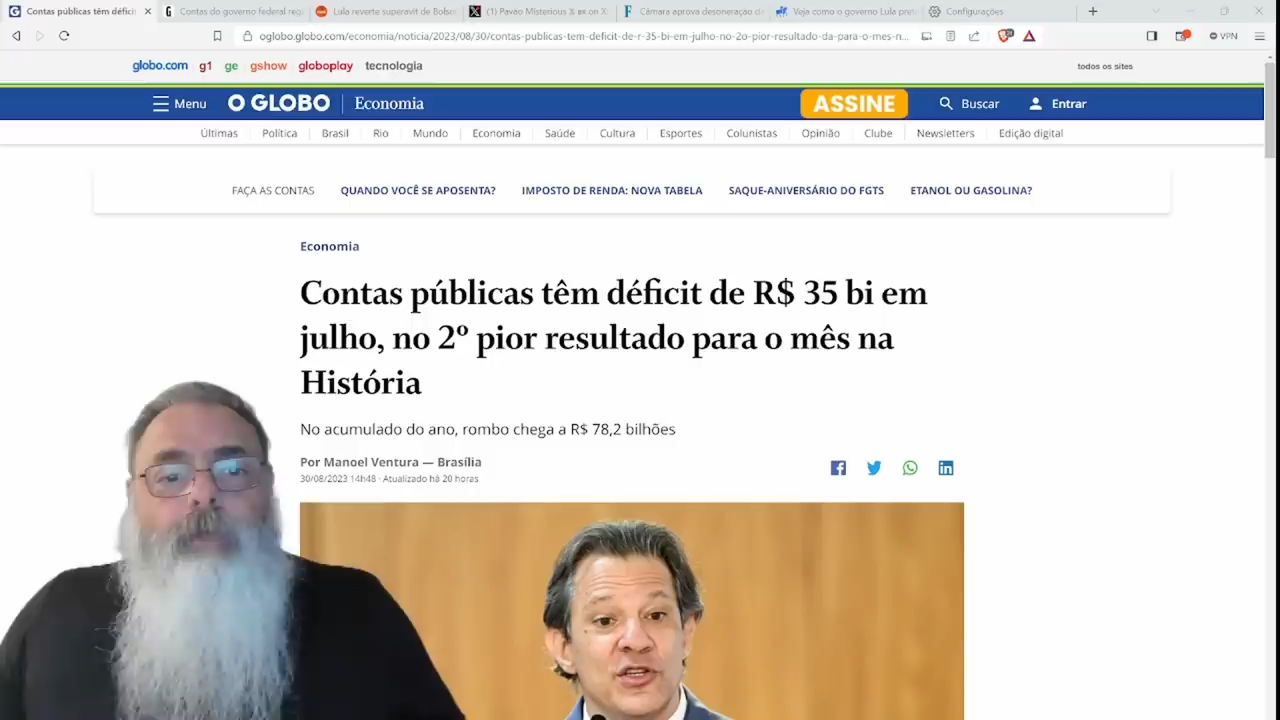 Contas públicas têm défici
Contas do governo federal regi
Lula reverte superavit de Bolso
(1) Pavão Misterious X on X:
Câmara aprova desoneração d
Veja como o governo Lula pret
Configurações
oglobo.globo.com/economia/noticia/2023/08/30/contas-publicas-tem-deficit-de-r-35-bi-em-julho-no-2o-pior-resultado-da-para-o-mes-n...
VPN
globo.com g1 ge gshow globoplay tecnologia
todos os sites
Menu O GLOBO Economia ASSINE Buscar Entrar
Últimas Política Brasil Rio Mundo Economia Saúde Cultura Esportes Colunistas Opinião Clube Newsletters Edição digital
FAÇA AS CONTAS QUANDO VOCÊ SE APOSENTA? IMPOSTO DE RENDA: NOVA TABELA SAQUE-ANIVERSÁRIO DO FGTS ETANOL OU GASOLINA?
Economia
Contas públicas têm déficit de R$ 35 bi em
julho, no 2º pior resultado para o mês na
História
No acumulado do ano, rombo chega a R$ 78,2 bilhões
Por Manoel Ventura — Brasília
30/08/2023 14h48 · Atualizado há 20 horas